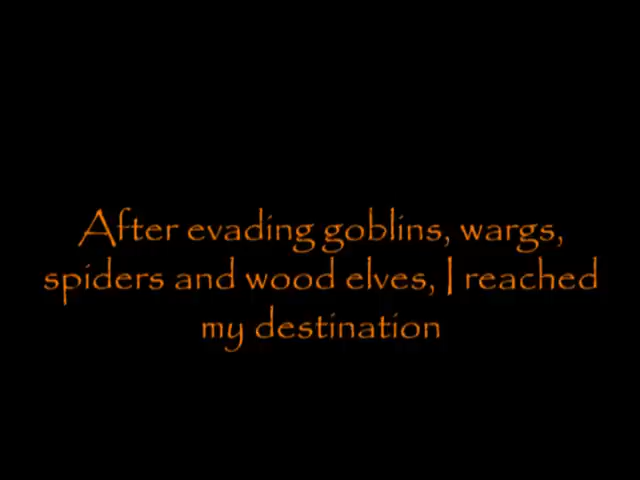 After evading goblins, wargs,
spiders and wood elves, I reached
my destination